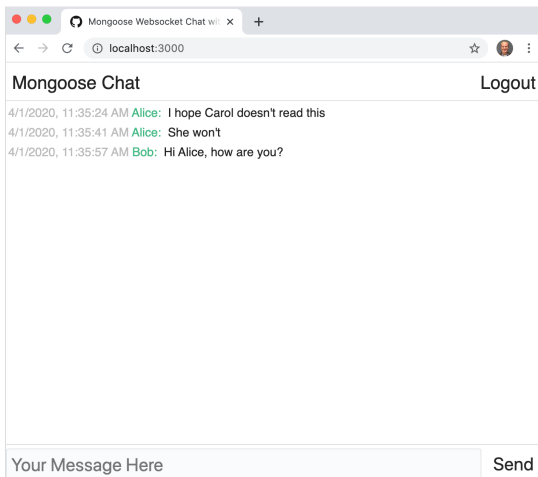 Mongoose Websocket Chat wit
localhost:3000
Mongoose Chat Logout
4/1/2020, 11:35:24 AM Alice: I hope Carol doesn't read this
4/1/2020, 11:35:41 AM Alice: She won't
4/1/2020, 11:35:57 AM Bob: Hi Alice, how are you?
Your Message Here Send